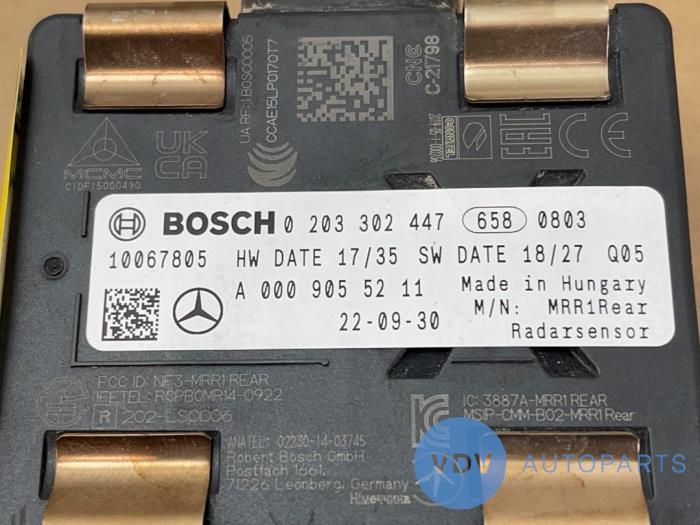 UA RF: 1BOSC0005
CCAE15LP0170T7
CNC
C-21798
COMTEL
EAC
MCMC
CIDF15000490
UK
CA
BOSCH 0 203 302 447 658 0803
10067805 HW DATE 17/35 SW DATE 18/27 Q05
A 000 905 52 11 Made in Hungary
22-09-30 M/N: MRR1Rear
Radarsensor
FCC ID: NF3-MRR1REAR
IFETEL: RCPBOMR14-0922
R 202-LSC006
IC: 3887A-MRR1REAR
MSIP-CMM-B02-MRR1Rear
ANATEL: 02230-14-03745
Robert Bosch GmbH
Postfach 1661,
71226 Leonberg, Germany
Німеччина
VDV AUTOPARTS